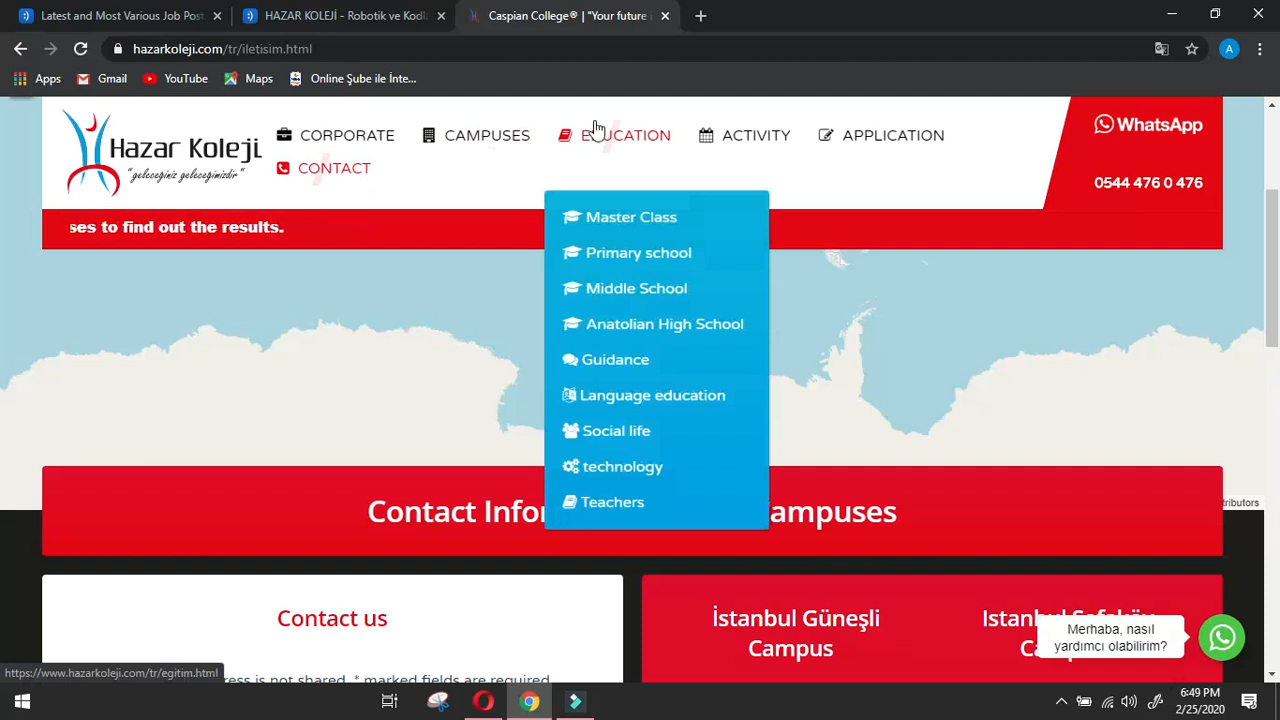 Latest and Most Various Job Post
HAZAR KOLEJİ - Robotik ve Kodl
Caspian College® | "Your future i
hazarkoleji.com/tr/iletisim.html
A
Apps
Gmail
YouTube
Maps
Online Şube ile İnte...
Hazar Koleji
"geleceğiniz geleceğimizdir"
CORPORATE
CAMPUSES
EDUCATION
ACTIVITY
APPLICATION
CONTACT
WhatsApp
0544 476 0 476
ses to find out the results.
Master Class
Primary school
Middle School
Anatolian High School
Guidance
Language education
Social life
technology
Teachers
Contact Infor
ampuses
tributors
Contact us
ress is not shared. * marked fields are required
İstanbul Güneşli
Campus
Istanbul Sefaköy
Ca
Merhaba, nasıl
yardımcı olabilirim?
https://www.hazarkoleji.com/tr/egitim.html
6:49 PM
2/25/2020